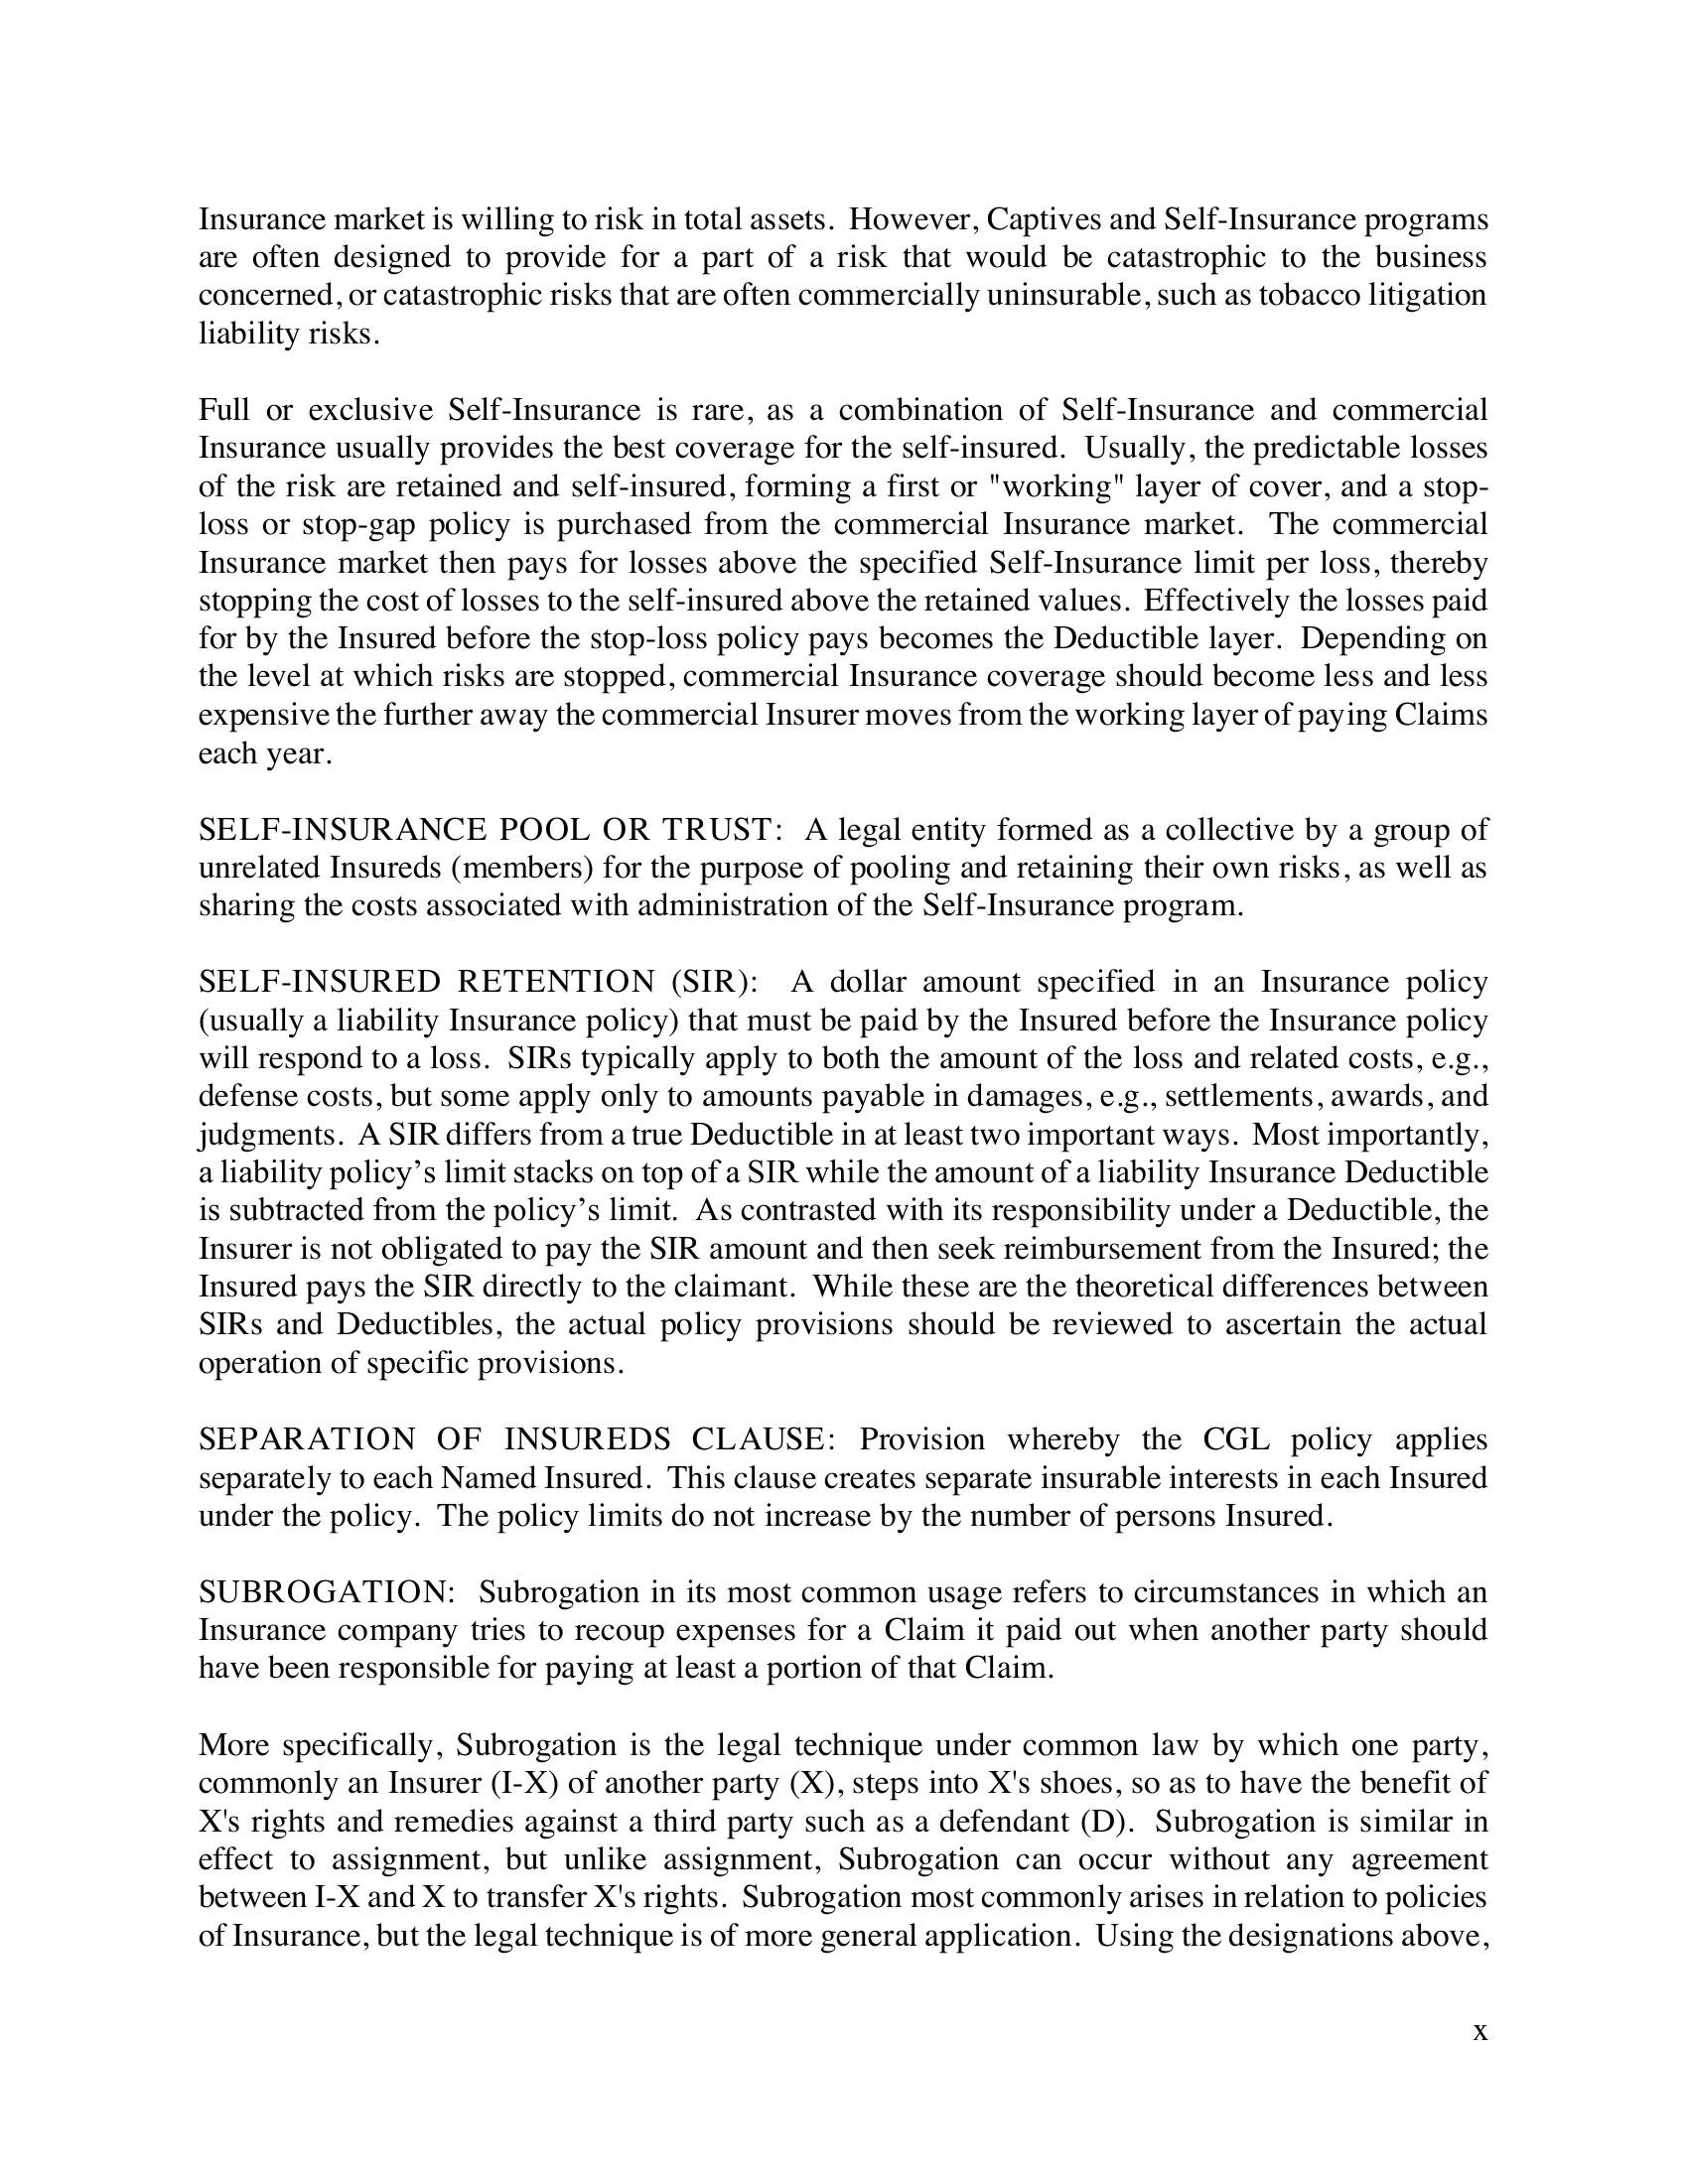 Insurance market is willing to risk in total assets.  However, Captives and Self-Insurance programs
are often designed to provide for a part of a risk that would be catastrophic to the business
concerned, or catastrophic risks that are often commercially uninsurable, such as tobacco litigation
liability risks.
Full or exclusive Self-Insurance is rare, as a combination of Self-Insurance and commercial
Insurance usually provides the best coverage for the self-insured.  Usually, the predictable losses
of the risk are retained and self-insured, forming a first or "working" layer of cover, and a stop-
loss or stop-gap policy is purchased from the commercial Insurance market.  The commercial
Insurance market then pays for losses above the specified Self-Insurance limit per loss, thereby
stopping the cost of losses to the self-insured above the retained values.  Effectively the losses paid
for by the Insured before the stop-loss policy pays becomes the Deductible layer.  Depending on
the level at which risks are stopped, commercial Insurance coverage should become less and less
expensive the further away the commercial Insurer moves from the working layer of paying Claims
each year.
SELF-INSURANCE POOL OR TRUST:  A legal entity formed as a collective by a group of
unrelated Insureds (members) for the purpose of pooling and retaining their own risks, as well as
sharing the costs associated with administration of the Self-Insurance program.
SELF-INSURED RETENTION (SIR):  A dollar amount specified in an Insurance policy
(usually a liability Insurance policy) that must be paid by the Insured before the Insurance policy
will respond to a loss.  SIRs typically apply to both the amount of the loss and related costs, e.g.,
defense costs, but some apply only to amounts payable in damages, e.g., settlements, awards, and
judgments.  A SIR differs from a true Deductible in at least two important ways.  Most importantly,
a liability policy’s limit stacks on top of a SIR while the amount of a liability Insurance Deductible
is subtracted from the policy’s limit.  As contrasted with its responsibility under a Deductible, the
Insurer is not obligated to pay the SIR amount and then seek reimbursement from the Insured; the
Insured pays the SIR directly to the claimant.  While these are the theoretical differences between
SIRs and Deductibles, the actual policy provisions should be reviewed to ascertain the actual
operation of specific provisions.
SEPARATION OF INSUREDS CLAUSE: Provision whereby the CGL policy applies
separately to each Named Insured.  This clause creates separate insurable interests in each Insured
under the policy.  The policy limits do not increase by the number of persons Insured.
SUBROGATION:  Subrogation in its most common usage refers to circumstances in which an
Insurance company tries to recoup expenses for a Claim it paid out when another party should
have been responsible for paying at least a portion of that Claim.
More specifically, Subrogation is the legal technique under common law by which one party,
commonly an Insurer (I-X) of another party (X), steps into X's shoes, so as to have the benefit of
X's rights and remedies against a third party such as a defendant (D).  Subrogation is similar in
effect to assignment, but unlike assignment, Subrogation can occur without any agreement
between I-X and X to transfer X's rights.  Subrogation most commonly arises in relation to policies
of Insurance, but the legal technique is of more general application.  Using the designations above,
x